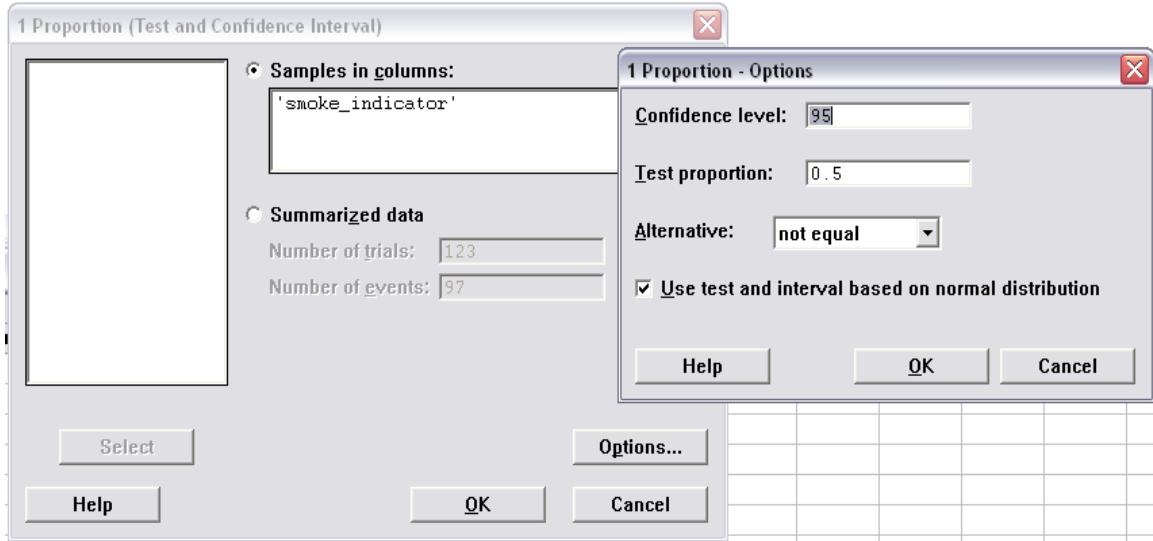 1 Proportion (Test and Confidence Interval)
Samples in columns:
'smoke_indicator'
Summarized data
Number of trials: 123
Number of events: 97
Select
Options...
Help
OK
Cancel
1 Proportion - Options
Confidence level: 95
Test proportion: 0.5
Alternative: not equal
Use test and interval based on normal distribution
Help
OK
Cancel